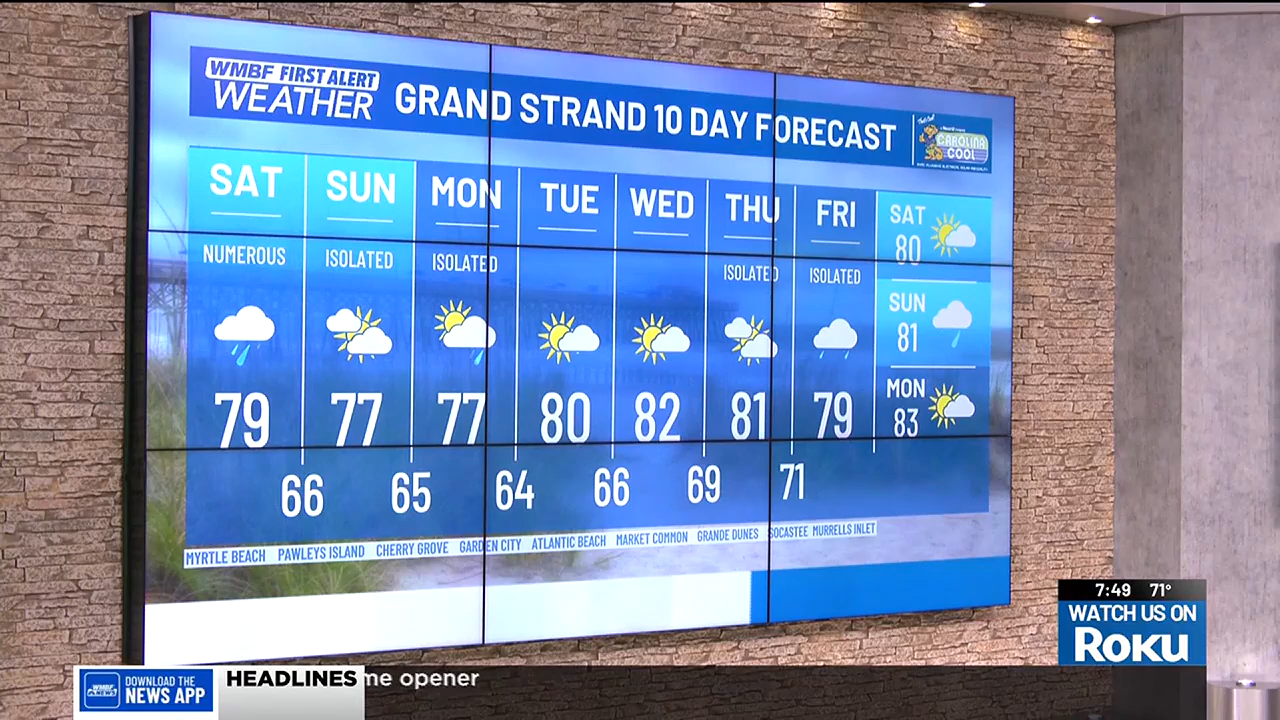 WMBF FIRST ALERT
WEATHER
GRAND STRAND 10 DAY FORECAST
CAROLINA
COOL
SAT SUN MON TUE WED THU FRI
NUMEROUS ISOLATED ISOLATED ISOLATED ISOLATED
79 77 77 80 82 81 79
66 65 64 66 69 71
SAT
80
SUN
81
MON
83
MYRTLE BEACH PAWLEYS ISLAND CHERRY GROVE GARDEN CITY ATLANTIC BEACH MARKET COMMON GRANDE DUNES SOCASTEE MURRELLS INLET
7:49 71°
WATCH US ON
Roku
WMBF NEWS
DOWNLOAD THE
NEWS APP
HEADLINES me opener